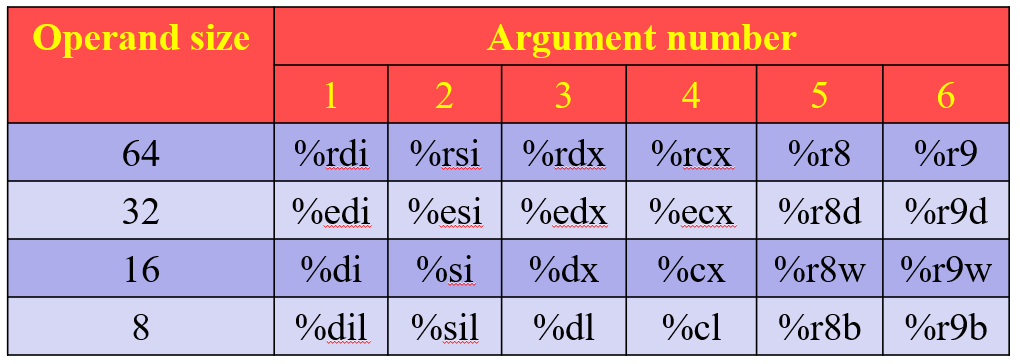 Operand size Argument number
1 2 3 4 5 6
64 %rdi %rsi %rdx %rcx %r8 %r9
32 %edi %esi %edx %ecx %r8d %r9d
16 %di %si %dx %cx %r8w %r9w
8 %dil %sil %dl %cl %r8b %r9b